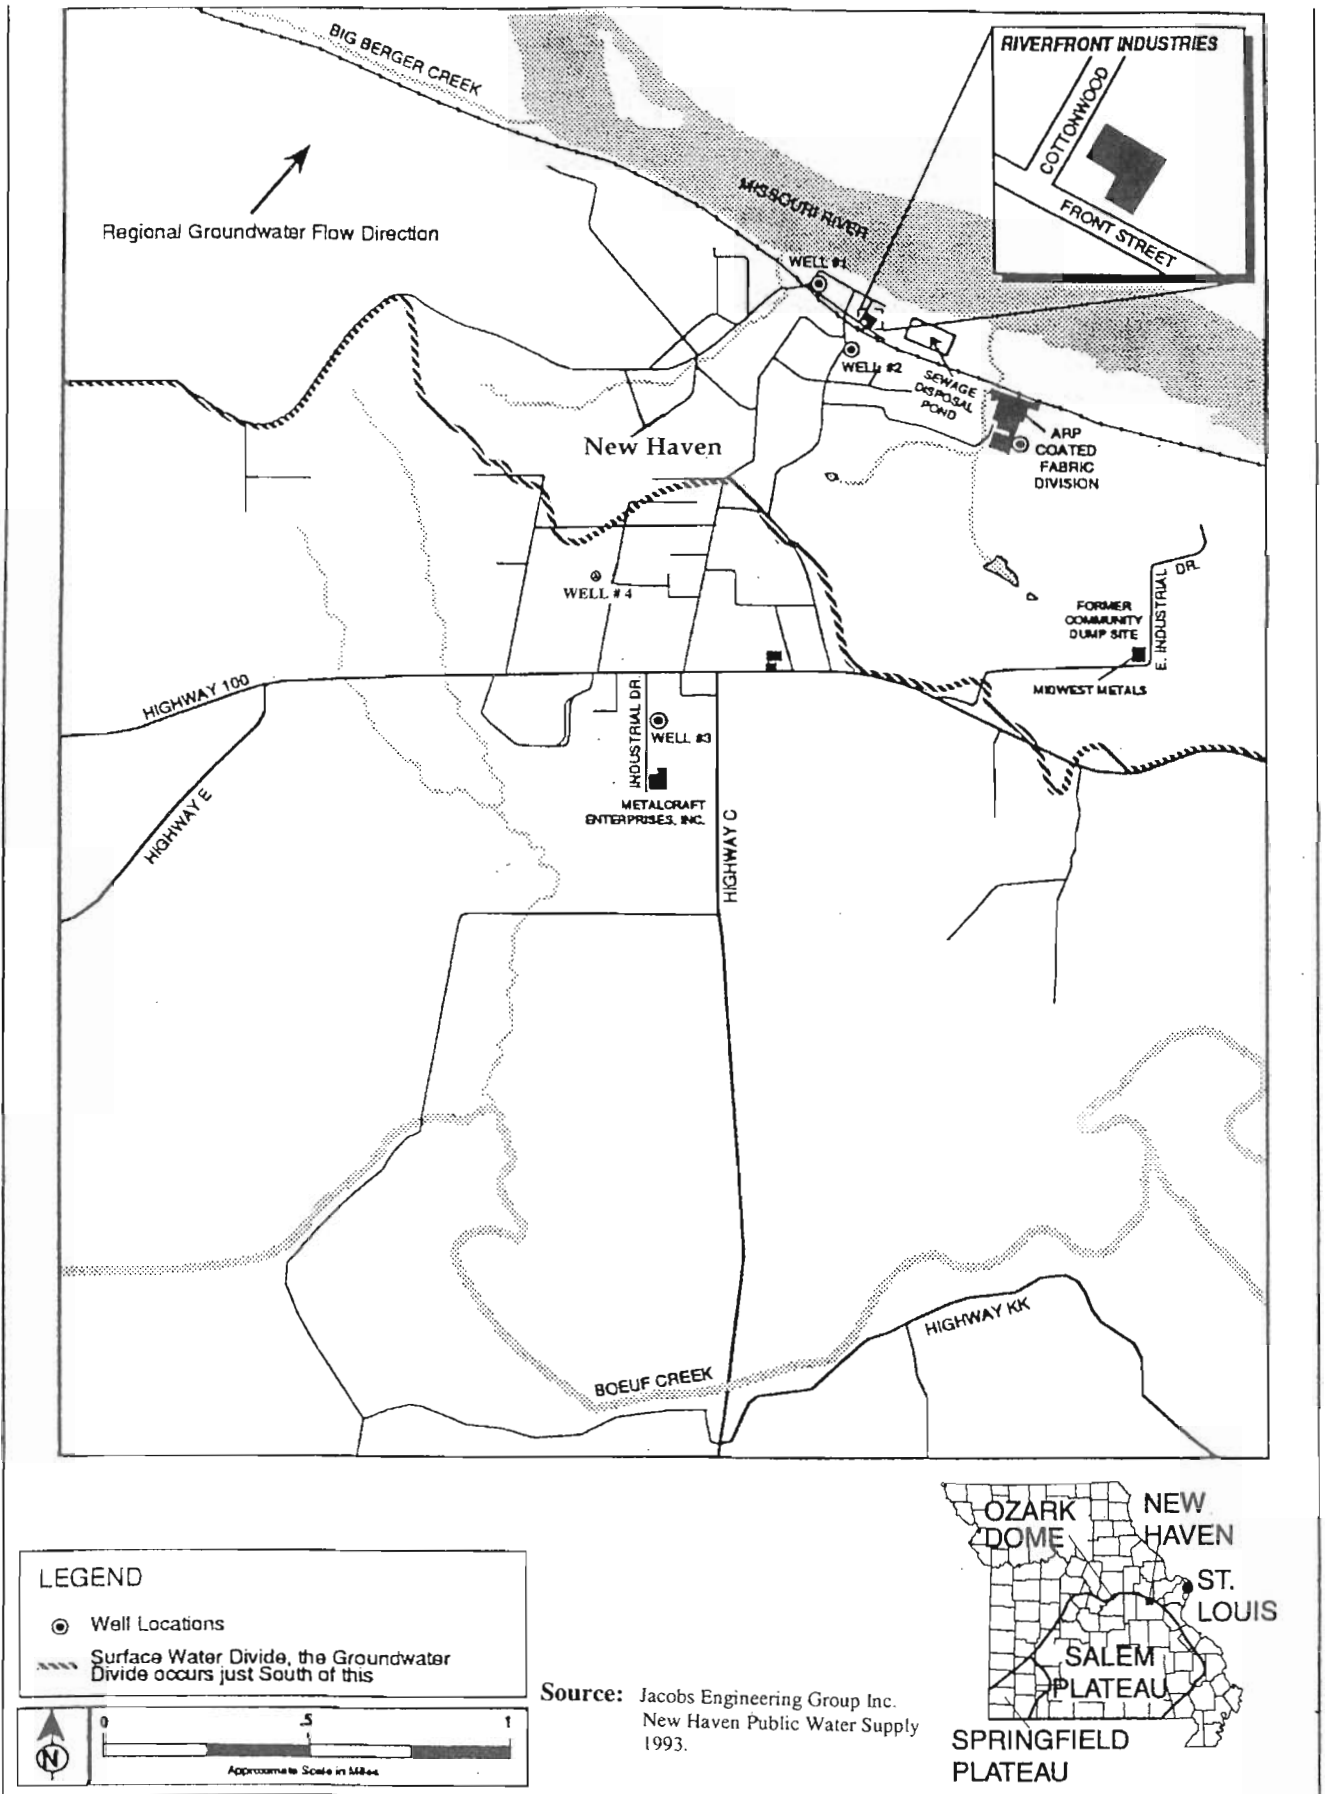 BIG BERGER CREEK
RIVERFRONT INDUSTRIES
COTTONWOOD
FRONT STREET
MISSOURI RIVER
Regional Groundwater Flow Direction
WELL #1
WELL #2
SEWAGE
DISPOSAL
POND
ARP
COATED
FABRIC
DIVISION
New Haven
WELL # 4
E. INDUSTRIAL DR.
FORMER
COMMUNITY
DUMP SITE
MIDWEST METALS
HIGHWAY 100
HIGHWAY E
INDUSTRIAL DR.
WELL #3
METALCRAFT
ENTERPRISES, INC.
HIGHWAY C
HIGHWAY KK
BOEUF CREEK
LEGEND
Well Locations
Surface Water Divide, the Groundwater
Divide occurs just South of this
N
0 .5 1
Approximate Scale in Miles
Source: Jacobs Engineering Group Inc.
New Haven Public Water Supply
1993.
OZARK
DOME
NEW
HAVEN
ST.
LOUIS
SALEM
PLATEAU
SPRINGFIELD
PLATEAU